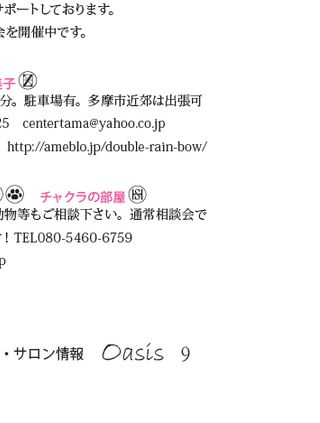 サポートしております。
会を開催中です。
美子
分。駐車場有。多摩市近郊は出張可
25 centertama@yahoo.co.jp
http://ameblo.jp/double-rain-bow/
チャクラの部屋
動物等もご相談下さい。通常相談会で
！TEL080-5460-6759
p
・サロン情報 Oasis 9